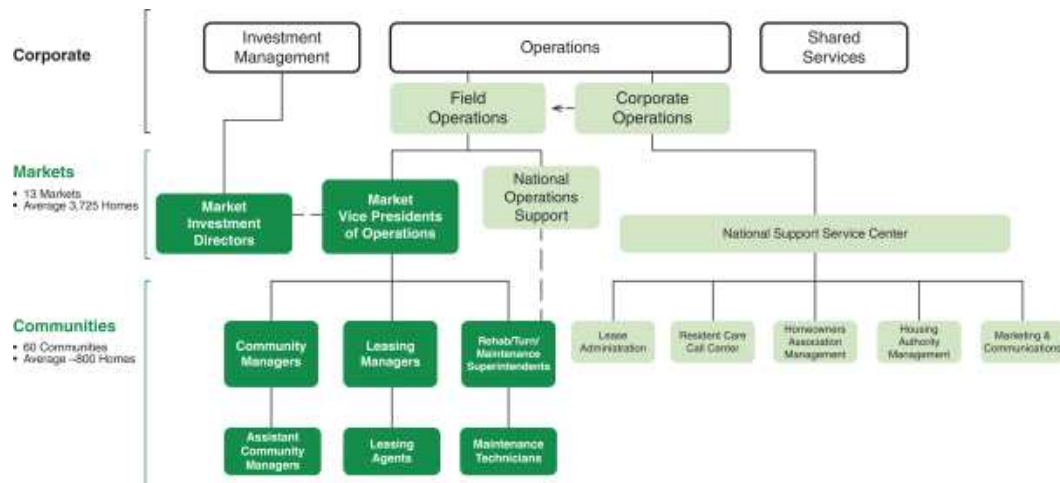 Corporate
Investment
Management
Operations
Shared
Services
Field
Operations
Corporate
Operations
Markets
• 13 Markets
• Average 3,725 Homes
Market
Investment
Directors
Market
Vice Presidents
of Operations
National
Operations
Support
National Support Service Center
Communities
• 60 Communities
• Average ~800 Homes
Community
Managers
Leasing
Managers
Rehab/Turn/
Maintenance
Superintendents
Lease
Administration
Resident Care
Call Center
Homeowners
Association
Management
Housing
Authority
Management
Marketing &
Communications
Assistant
Community
Managers
Leasing
Agents
Maintenance
Technicians